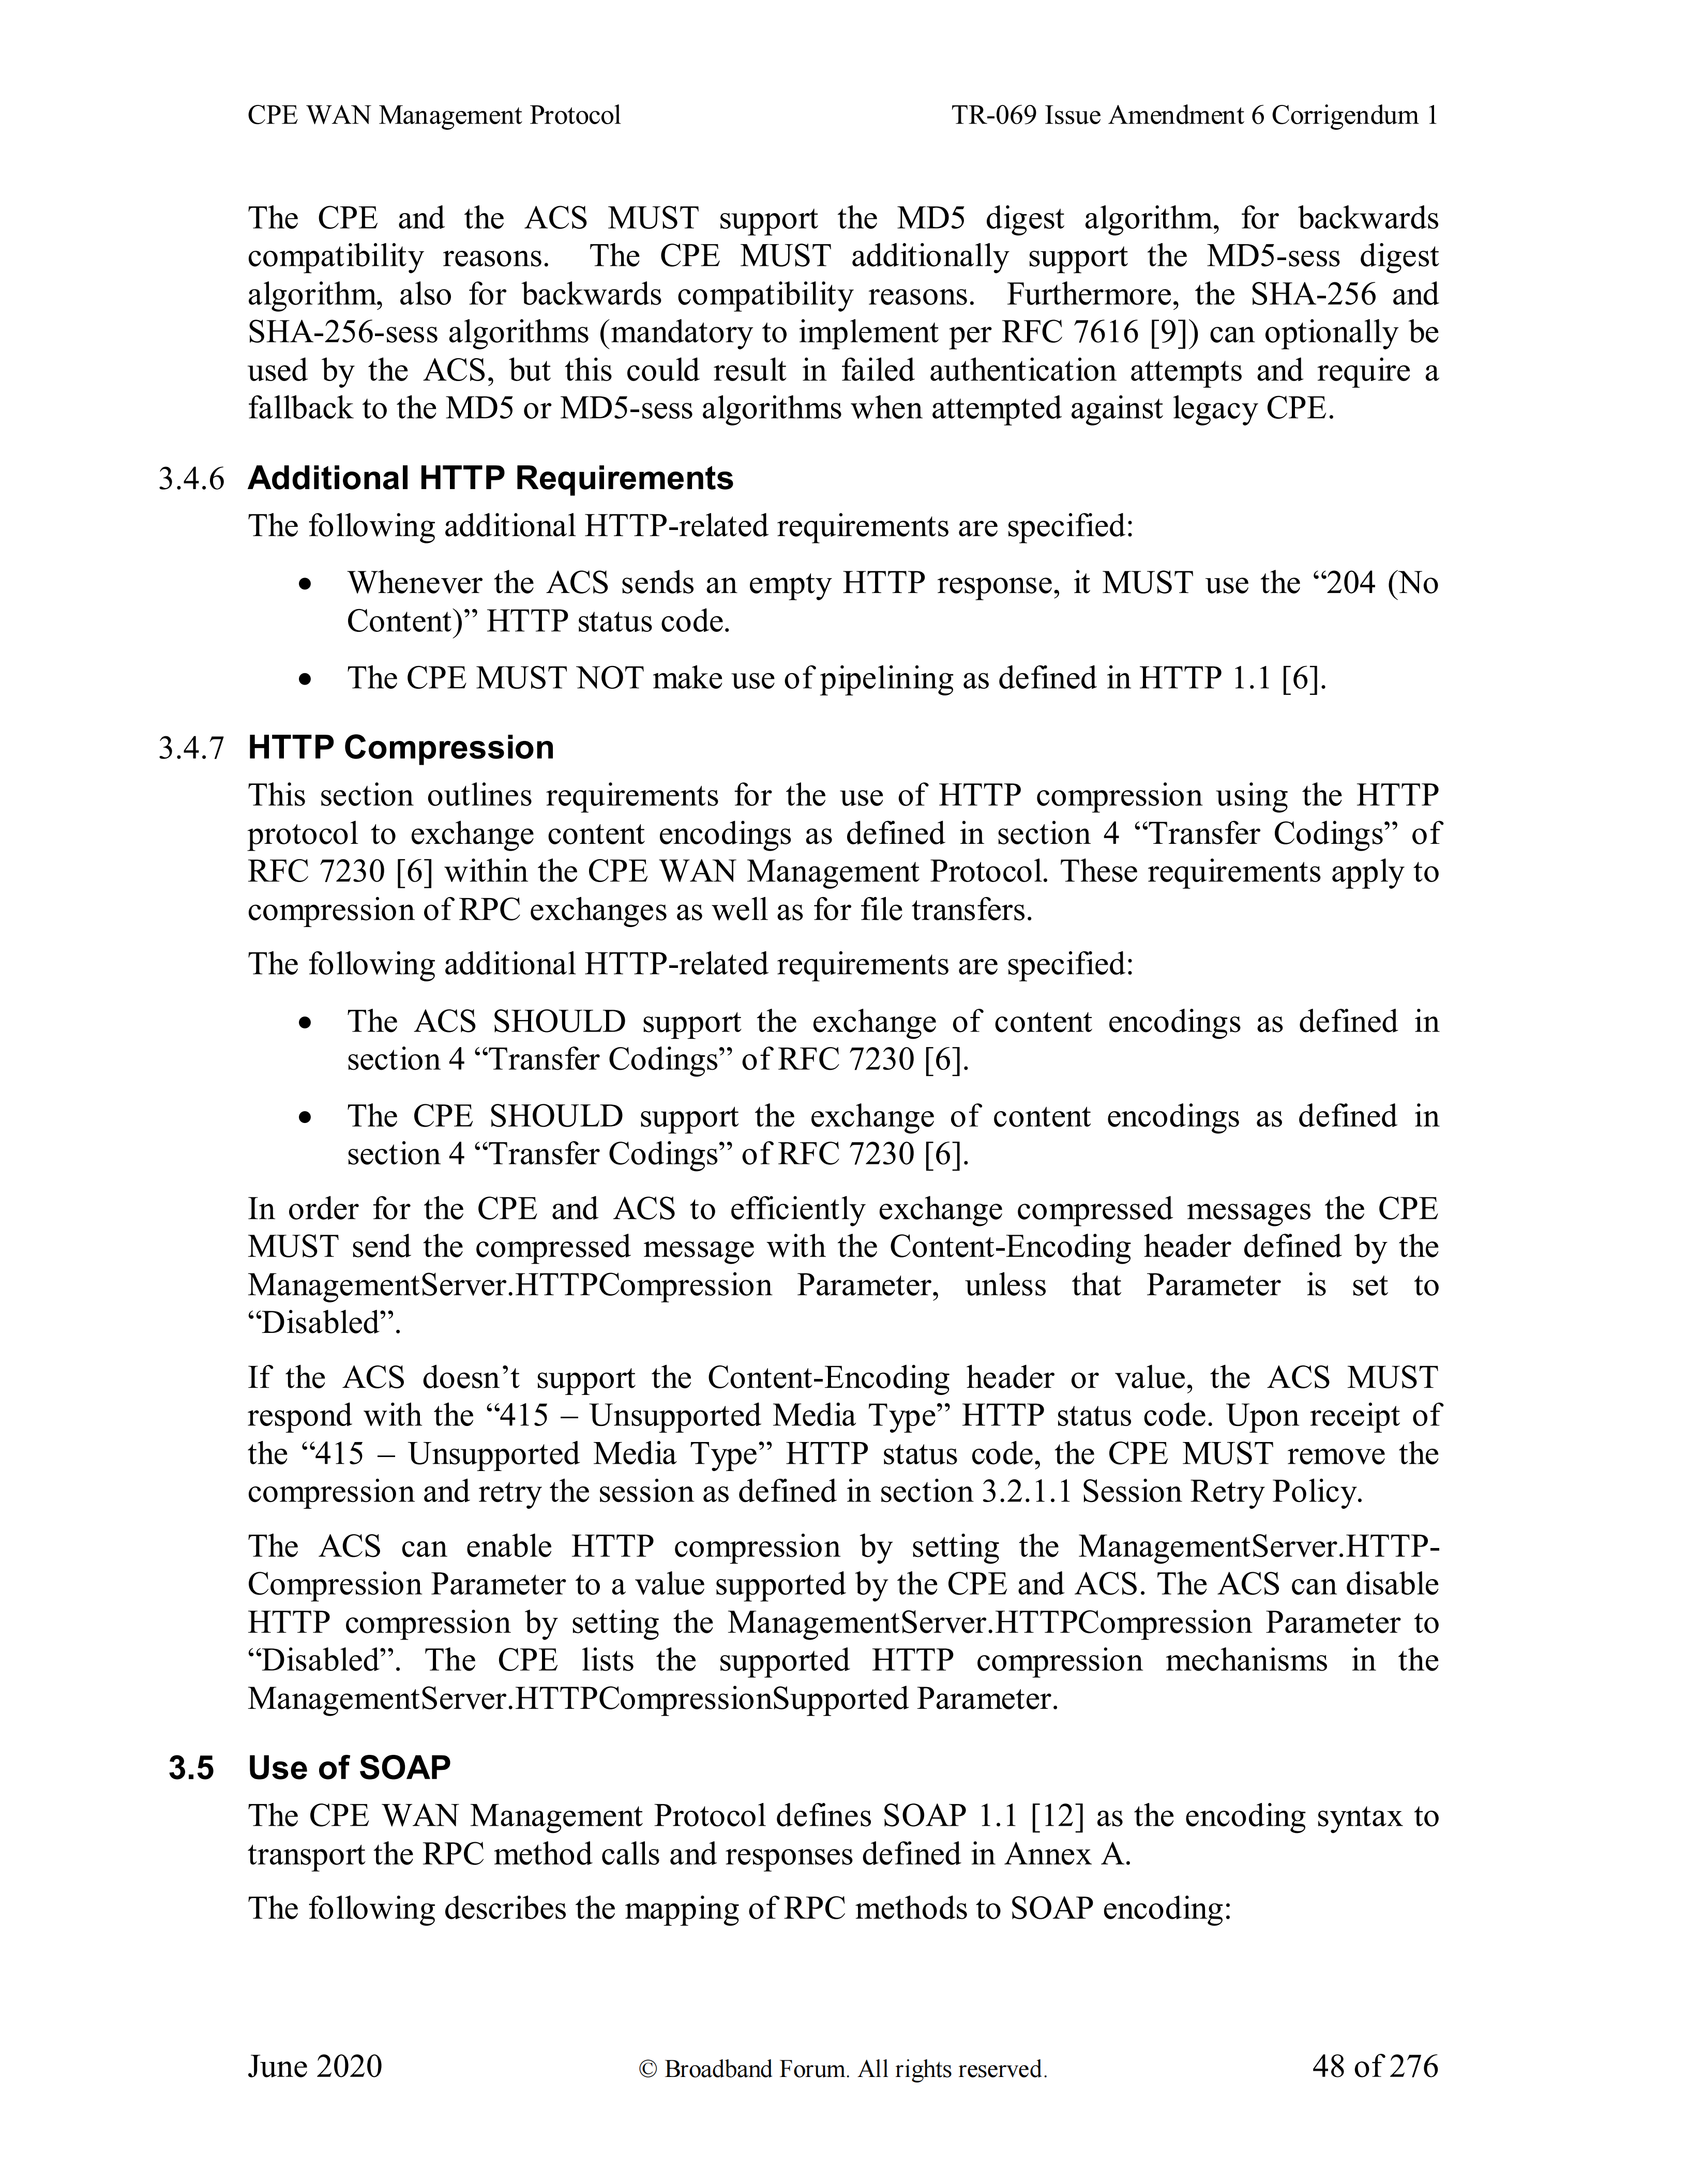 CPE WAN Management Protocol TR-069 Issue Amendment 6 Corrigendum 1
The CPE and the ACS MUST support the MD5 digest algorithm, for backwards
compatibility reasons. The CPE MUST additionally support the MD5-sess digest
algorithm, also for backwards compatibility reasons. Furthermore, the SHA-256 and
SHA-256-sess algorithms (mandatory to implement per RFC 7616 [9]) can optionally be
used by the ACS, but this could result in failed authentication attempts and require a
fallback to the MD5 or MD5-sess algorithms when attempted against legacy CPE.
3.4.6 Additional HTTP Requirements
The following additional HTTP-related requirements are specified:
• Whenever the ACS sends an empty HTTP response, it MUST use the “204 (No
Content)” HTTP status code.
• The CPE MUST NOT make use of pipelining as defined in HTTP 1.1 [6].
3.4.7 HTTP Compression
This section outlines requirements for the use of HTTP compression using the HTTP
protocol to exchange content encodings as defined in section 4 “Transfer Codings” of
RFC 7230 [6] within the CPE WAN Management Protocol. These requirements apply to
compression of RPC exchanges as well as for file transfers.
The following additional HTTP-related requirements are specified:
• The ACS SHOULD support the exchange of content encodings as defined in
section 4 “Transfer Codings” of RFC 7230 [6].
• The CPE SHOULD support the exchange of content encodings as defined in
section 4 “Transfer Codings” of RFC 7230 [6].
In order for the CPE and ACS to efficiently exchange compressed messages the CPE
MUST send the compressed message with the Content-Encoding header defined by the
ManagementServer.HTTPCompression Parameter, unless that Parameter is set to
“Disabled”.
If the ACS doesn’t support the Content-Encoding header or value, the ACS MUST
respond with the “415 – Unsupported Media Type” HTTP status code. Upon receipt of
the “415 – Unsupported Media Type” HTTP status code, the CPE MUST remove the
compression and retry the session as defined in section 3.2.1.1 Session Retry Policy.
The ACS can enable HTTP compression by setting the ManagementServer.HTTP-
Compression Parameter to a value supported by the CPE and ACS. The ACS can disable
HTTP compression by setting the ManagementServer.HTTPCompression Parameter to
“Disabled”. The CPE lists the supported HTTP compression mechanisms in the
ManagementServer.HTTPCompressionSupported Parameter.
3.5 Use of SOAP
The CPE WAN Management Protocol defines SOAP 1.1 [12] as the encoding syntax to
transport the RPC method calls and responses defined in Annex A.
The following describes the mapping of RPC methods to SOAP encoding:
June 2020 © Broadband Forum. All rights reserved. 48 of 276